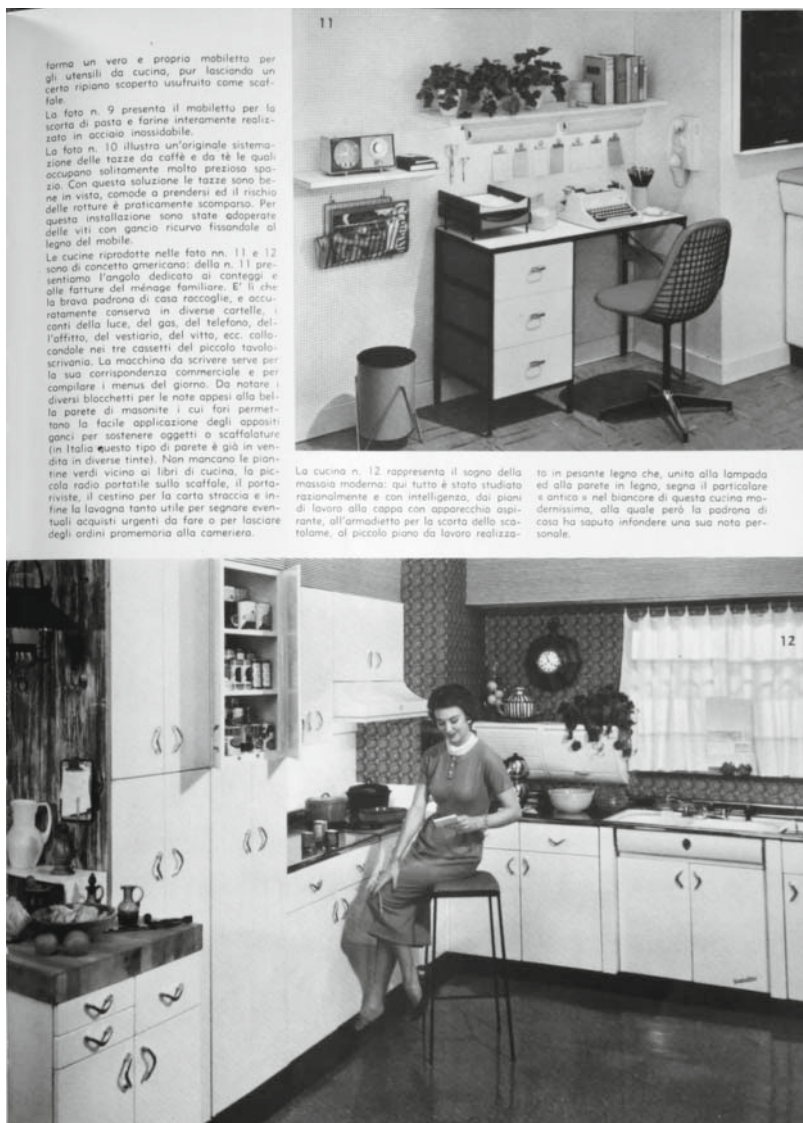 forma un vero e proprio mobiletto per
gli utensili da cucina, pur lasciando un
certo ripiano scoperto usufruito come scaf-
fale.
La foto n. 9 presenta il mobiletto per la
scorta di pasta e farine interamente realiz-
zato in acciaio inossidabile.
La foto n. 10 illustra un'originale sistema-
zione delle tazze da caffè e da tè le quali
occupano solitamente molto prezioso spa-
zio. Con questa soluzione le tazze sono be-
ne in vista, comode a prendersi ed il rischio
delle rotture è praticamente scomparso. Per
questa installazione sono state adoperate
delle viti con gancio ricurvo fissandole al
legno del mobile.
Le cucine riprodotte nelle foto nn. 11 e 12
sono di concetto americano: della n. 11 pre-
sentiamo l'angolo dedicato ai conteggi e
alle fatture del ménage familiare. E' lì che
la brava padrona di casa raccoglie, e accu-
ratamente conserva in diverse cartelle, i
conti della luce, del gas, del telefono, del-
l'affitto, del vestiario, del vitto, ecc. collo-
candole nei tre cassetti del piccolo tavolo-
scrivania. La macchina da scrivere serve per
la sua corrispondenza commerciale e per
compilare i menus del giorno. Da notare i
diversi blocchetti per le note appesi alla bel-
la parete di masonite i cui fori permet-
tono la facile applicazione degli appositi
ganci per sostenere oggetti o scaffalature
(in Italia questo tipo di parete è già in ven-
dita in diverse tinte). Non mancano le pian-
tine verdi vicino ai libri di cucina, la pic-
cola radio portatile sullo scaffale, il porta-
riviste, il cestino per la carta straccia e in-
fine la lavagna tanto utile per segnare even-
tuali acquisti urgenti da fare o per lasciare
degli ordini promemoria alla cameriera.
11
La cucina n. 12 rappresenta il sogno della
massaia moderna: qui tutto è stato studiato
razionalmente e con intelligenza, dai piani
di lavoro alla cappa con apparecchio aspi-
rante, all'armadietto per la scorta dello sca-
tolame, al piccolo piano da lavoro realizza-
to in pesante legno che, unito alla lampada
ed alla parete in legno, segna il particolare
« antico » nel biancore di questa cucina mo-
dernissima, alla quale però la padrona di
casa ha saputo infondere una sua nota per-
sonale.
12